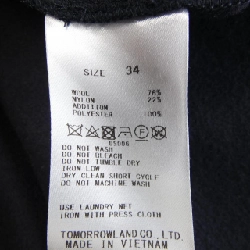 SIZE 34
WOOL 78%
NYLON 22%
ADDITION
POLYESTER 100%
05086
DO NOT WASH
DO NOT BLEACH
DO NOT TUMBLE DRY
IRON LOW
DRY CLEAN SHORT CYCLE
DO NOT MACHINE WASH
USE LAUNDRY NET
IRON WITH PRESS CLOTH
TOMORROWLAND CO.,LTD.
MADE IN VIETNAM